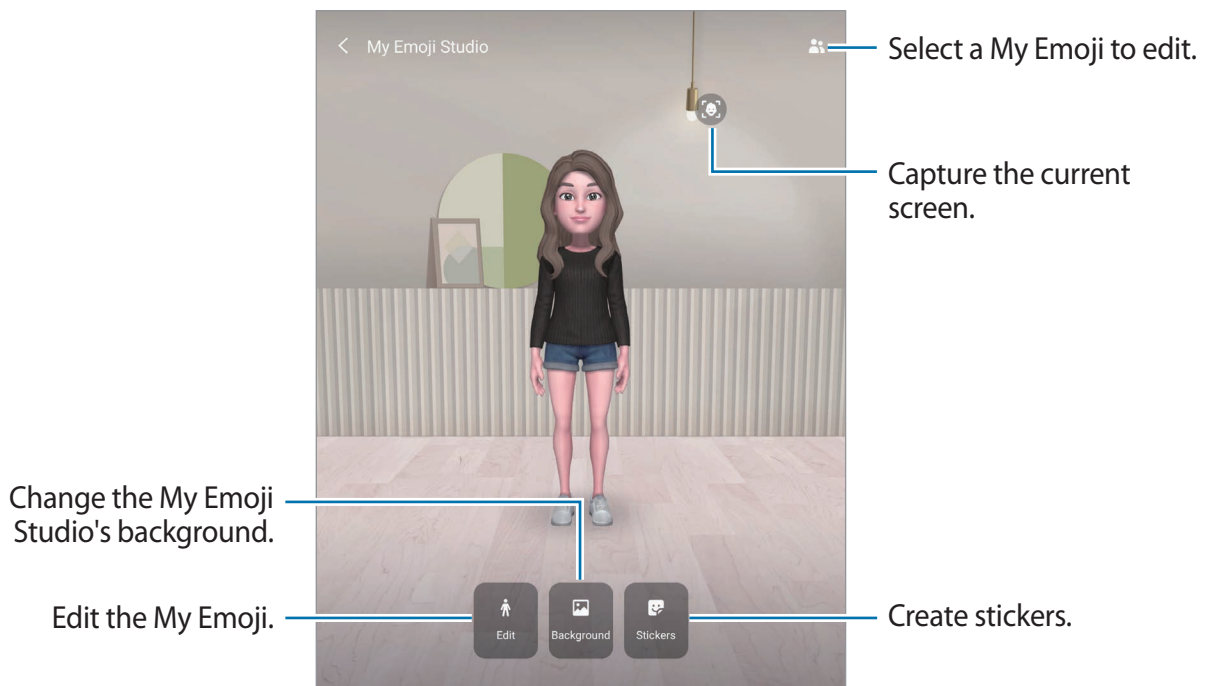 My Emoji Studio
Select a My Emoji to edit.
Capture the current
screen.
Change the My Emoji
Studio's background.
Edit the My Emoji.
Edit
Background
Stickers
Create stickers.